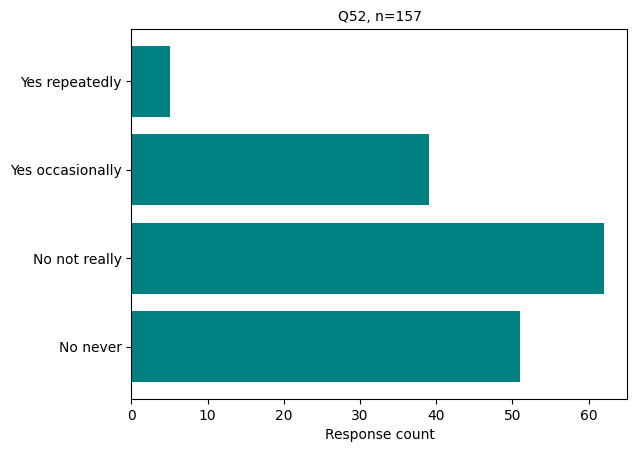 Q52, n=157
Yes repeatedly
Yes occasionally
No not really
No never
0 10 20 30 40 50 60
Response count